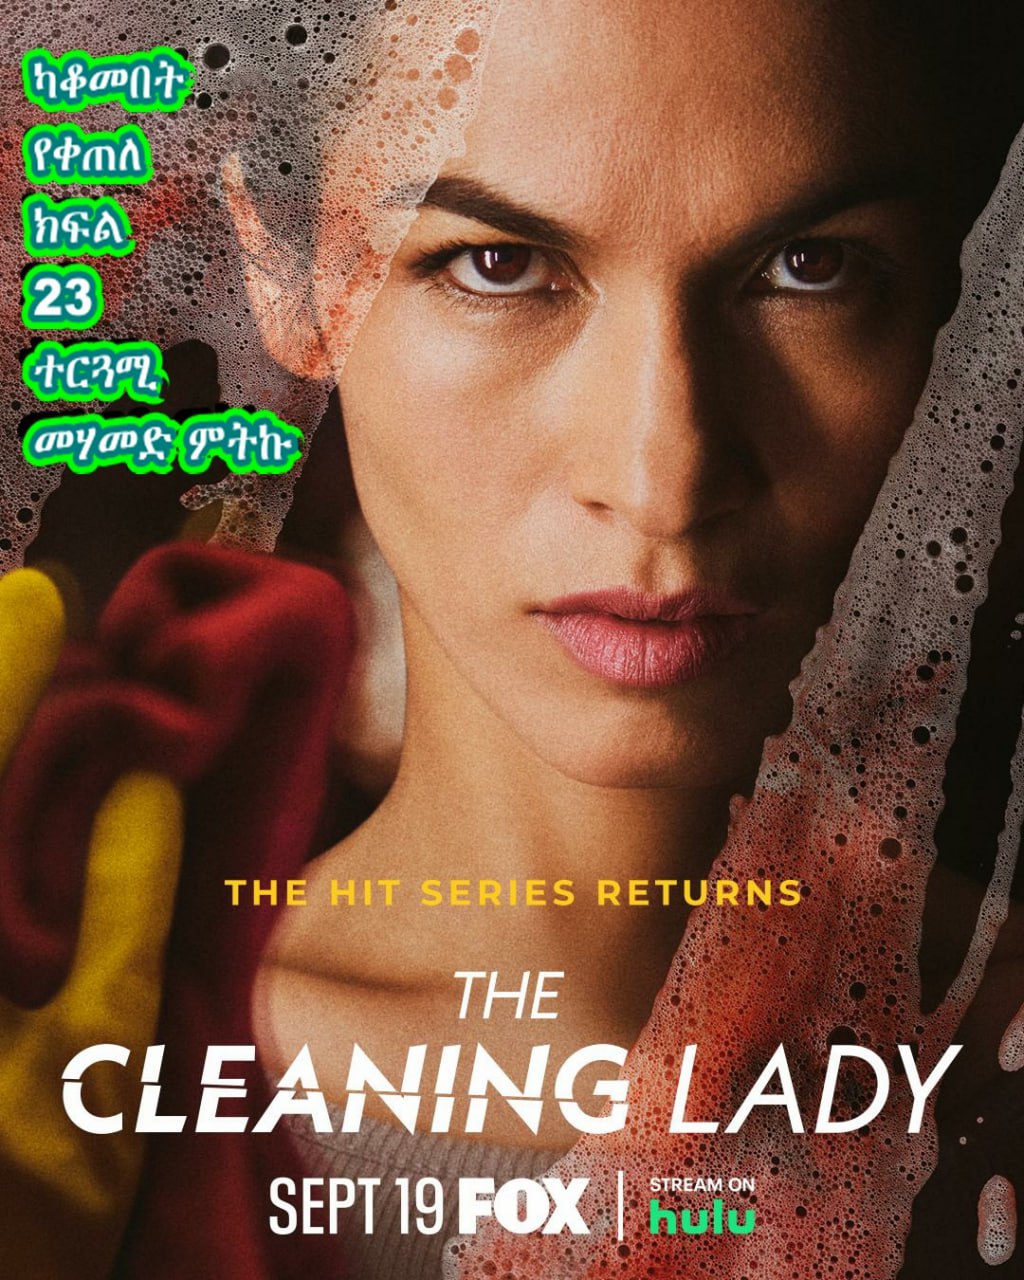 ካቆመበት
የቀጠለ
ክፍል
23
ተርጓሚ
መሃመድ ምትኩ
THE HIT SERIES RETURNS
THE
CLEANING LADY
SEPT 19 FOX | STREAM ON hulu